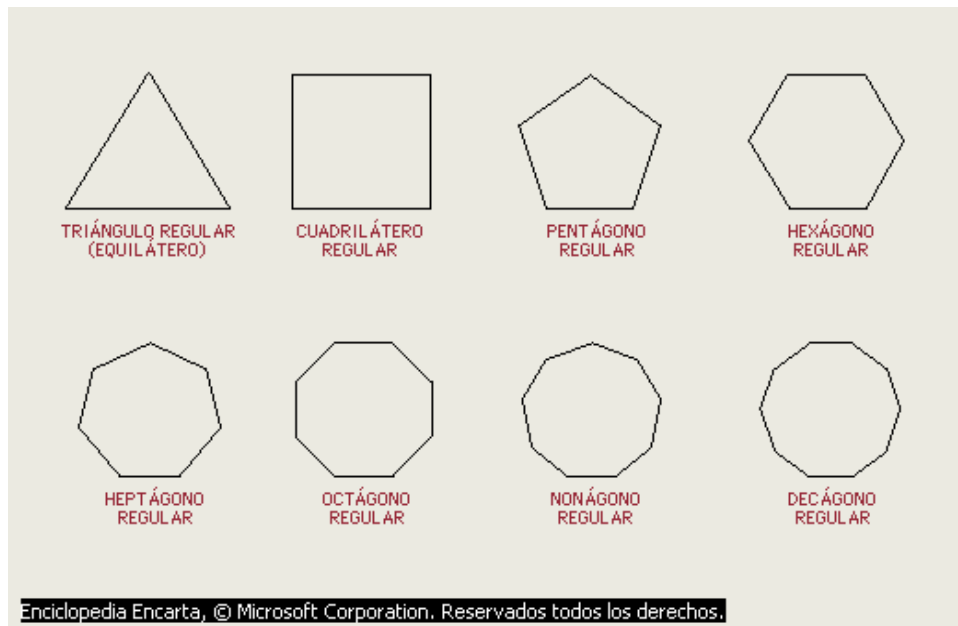 TRIÁNGULO REGULAR
(EQUILÁTERO)
CUADRILÁTERO
REGULAR
PENTÁGONO
REGULAR
HEXÁGONO
REGULAR
HEPTÁGONO
REGULAR
OCTÁGONO
REGULAR
NONÁGONO
REGULAR
DECÁGONO
REGULAR
Enciclopedia Encarta, © Microsoft Corporation. Reservados todos los derechos.